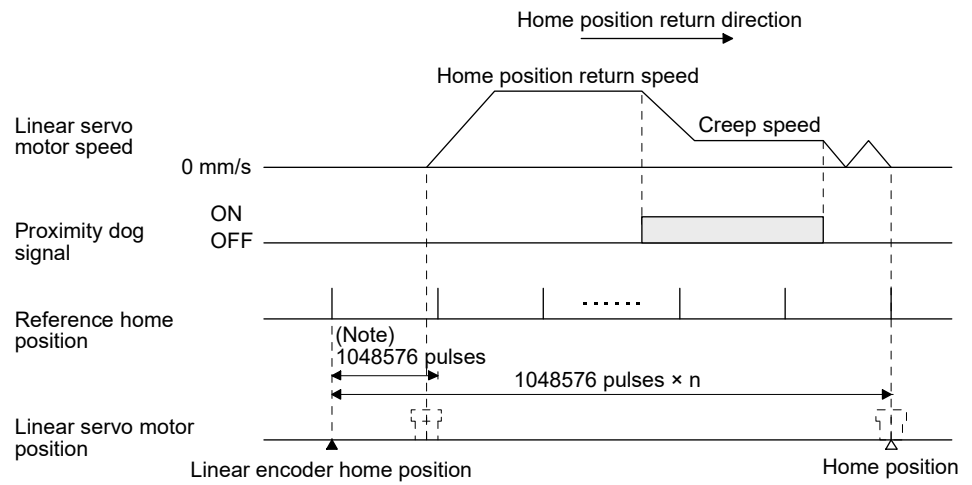 Home position return direction
Home position return speed
Linear servo
motor speed
Creep speed
0 mm/s
ON
Proximity dog
signal
OFF
Reference home
position
(Note)
1048576 pulses
1048576 pulses × n
Linear servo motor
position
Linear encoder home position
Home position